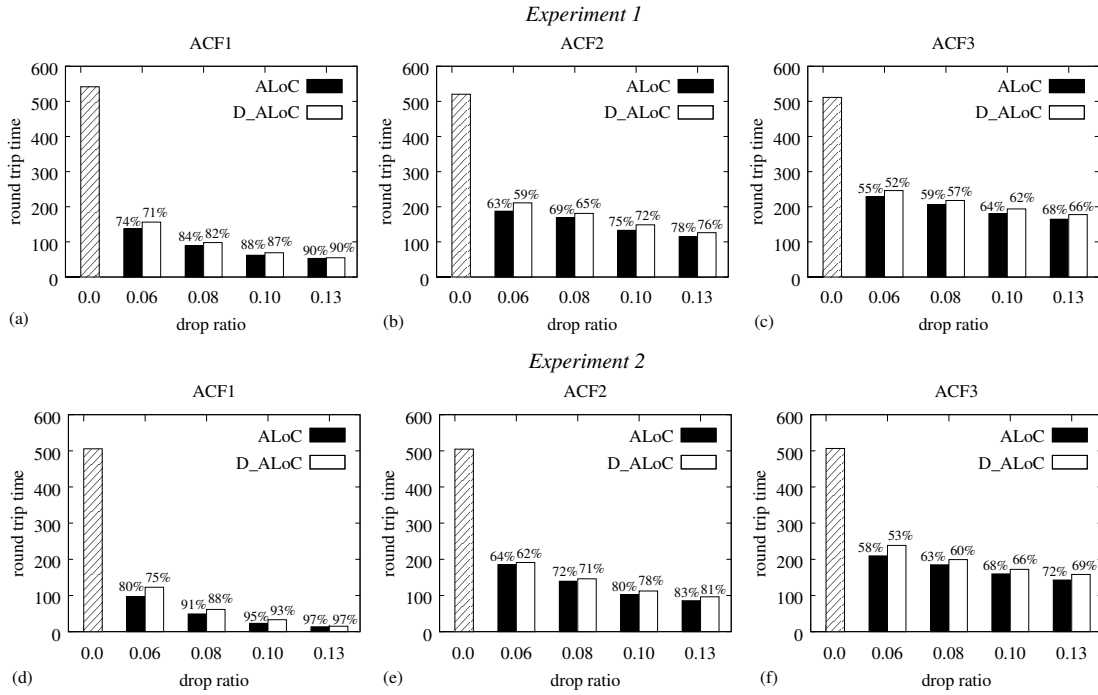 Experiment 1
ACF1
600
500
400
300
200
100
0
round trip time
ALoC
D_ALoC
74% 71%
84% 82%
88% 87%
90% 90%
0.0 0.06 0.08 0.10 0.13
drop ratio
(a)
ACF2
600
500
400
300
200
100
0
round trip time
ALoC
D_ALoC
63% 59%
69% 65%
75% 72%
78% 76%
0.0 0.06 0.08 0.10 0.13
drop ratio
(b)
ACF3
600
500
400
300
200
100
0
round trip time
ALoC
D_ALoC
55% 52%
59% 57%
64% 62%
68% 66%
0.0 0.06 0.08 0.10 0.13
drop ratio
(c)
Experiment 2
ACF1
600
500
400
300
200
100
0
round trip time
ALoC
D_ALoC
80% 75%
91% 88%
95% 93%
97% 97%
0.0 0.06 0.08 0.10 0.13
drop ratio
(d)
ACF2
600
500
400
300
200
100
0
round trip time
ALoC
D_ALoC
64% 62%
72% 71%
80% 78%
83% 81%
0.0 0.06 0.08 0.10 0.13
drop ratio
(e)
ACF3
600
500
400
300
200
100
0
round trip time
ALoC
D_ALoC
58% 53%
63% 60%
68% 66%
72% 69%
0.0 0.06 0.08 0.10 0.13
drop ratio
(f)